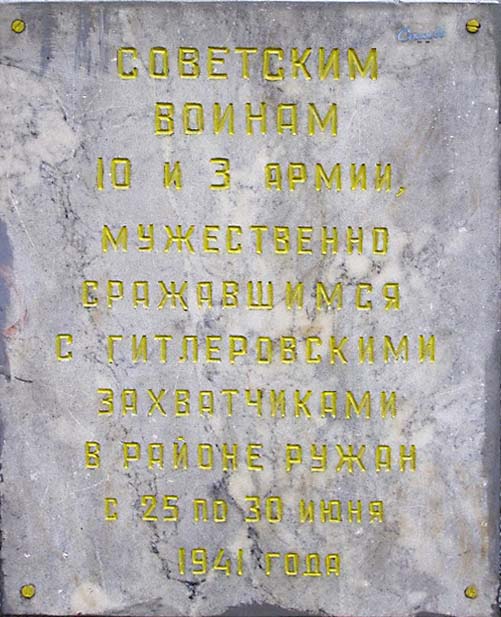 СОВЕТСКИМ
ВОИНАМ
10 И 3 АРМИИ,
МУЖЕСТВЕННО
СРАЖАВШИМСЯ
С ГИТЛЕРОВСКИМИ
ЗАХВАТЧИКАМИ
В РАЙОНЕ РУЖАН
С 25 ПО 30 ИЮНЯ
1941 ГОДА